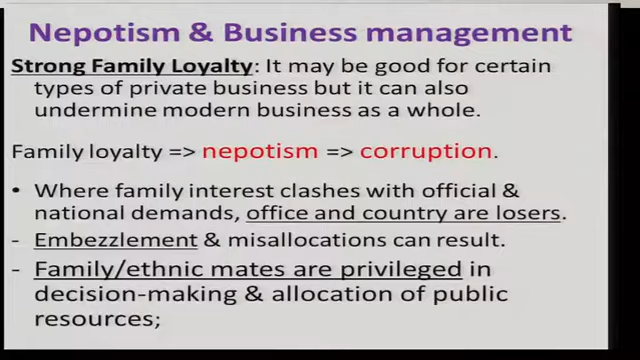 Nepotism & Business management
Strong Family Loyalty: It may be good for certain
types of private business but it can also
undermine modern business as a whole.
Family loyalty => nepotism => corruption.
• Where family interest clashes with official &
national demands, office and country are losers.
- Embezzlement & misallocations can result.
- Family/ethnic mates are privileged in
decision-making & allocation of public
resources;